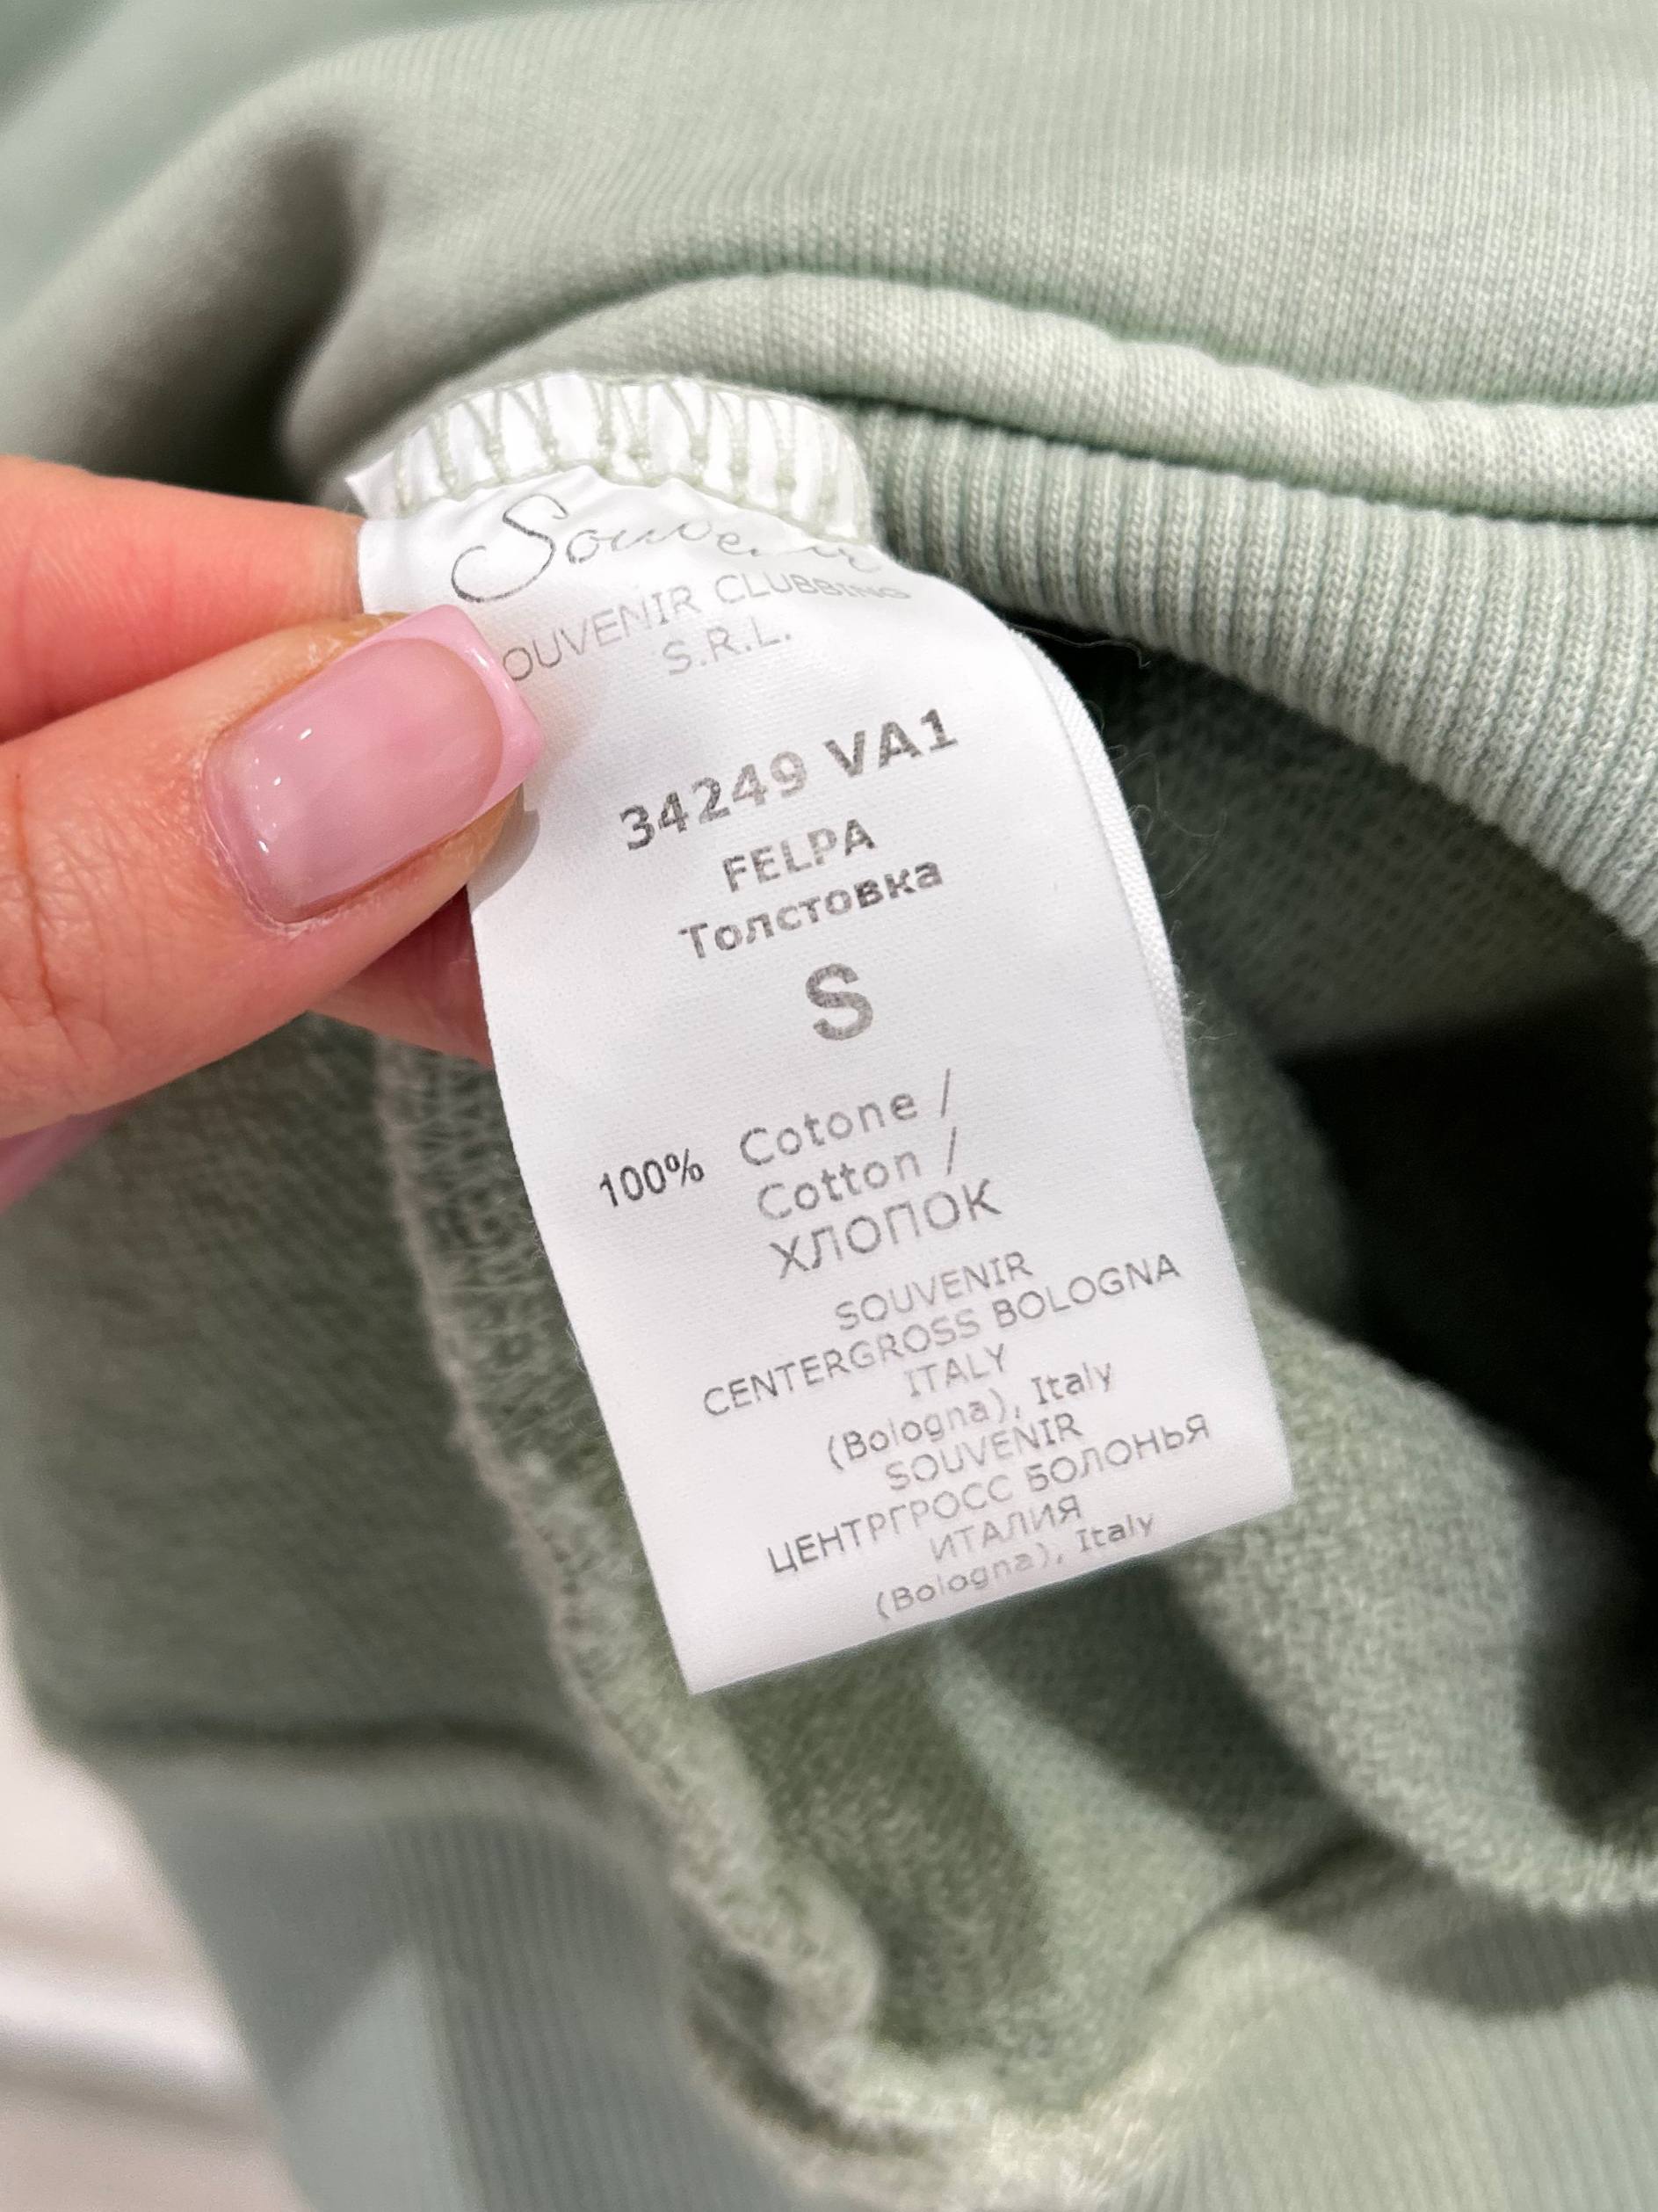 Souvenir
SOUVENIR CLUBBING
S.R.L.
34249 VA1
FELPA
Толстовка
S
100% Cotone /
Cotton /
ХЛОПОК
SOUVENIR
CENTERGROSS BOLOGNA
ITALY
(Bologna), Italy
SOUVENIR
ЦЕНТРГРОСС БОЛОНЬЯ
ИТАЛИЯ
(Bologna), Italy